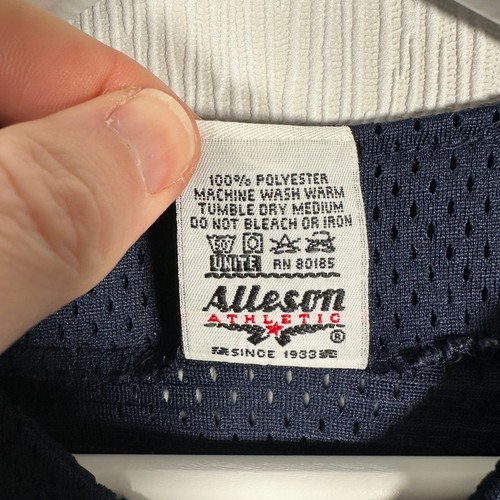 100% POLYESTER
MACHINE WASH WARM
TUMBLE DRY MEDIUM
DO NOT BLEACH OR IRON
UNITE RN 80185
Alleson
ATHLETIC
®
SINCE 1933